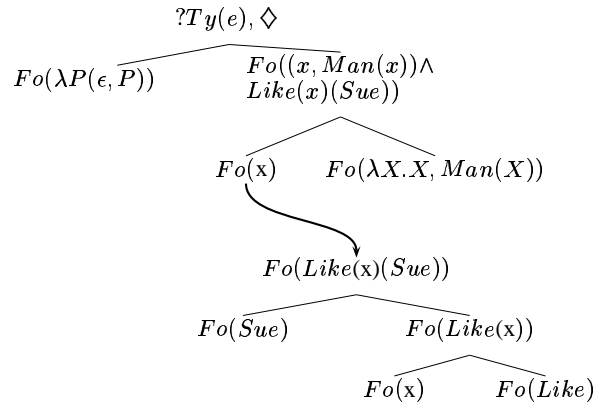 ?Ty(e), ◇
Fo(λP(ϵ, P))
Fo((x, Man(x))∧
Like(x)(Sue))
Fo(x)
Fo(λX.X, Man(X))
Fo(Like(x)(Sue))
Fo(Sue)
Fo(Like(x))
Fo(x)
Fo(Like)